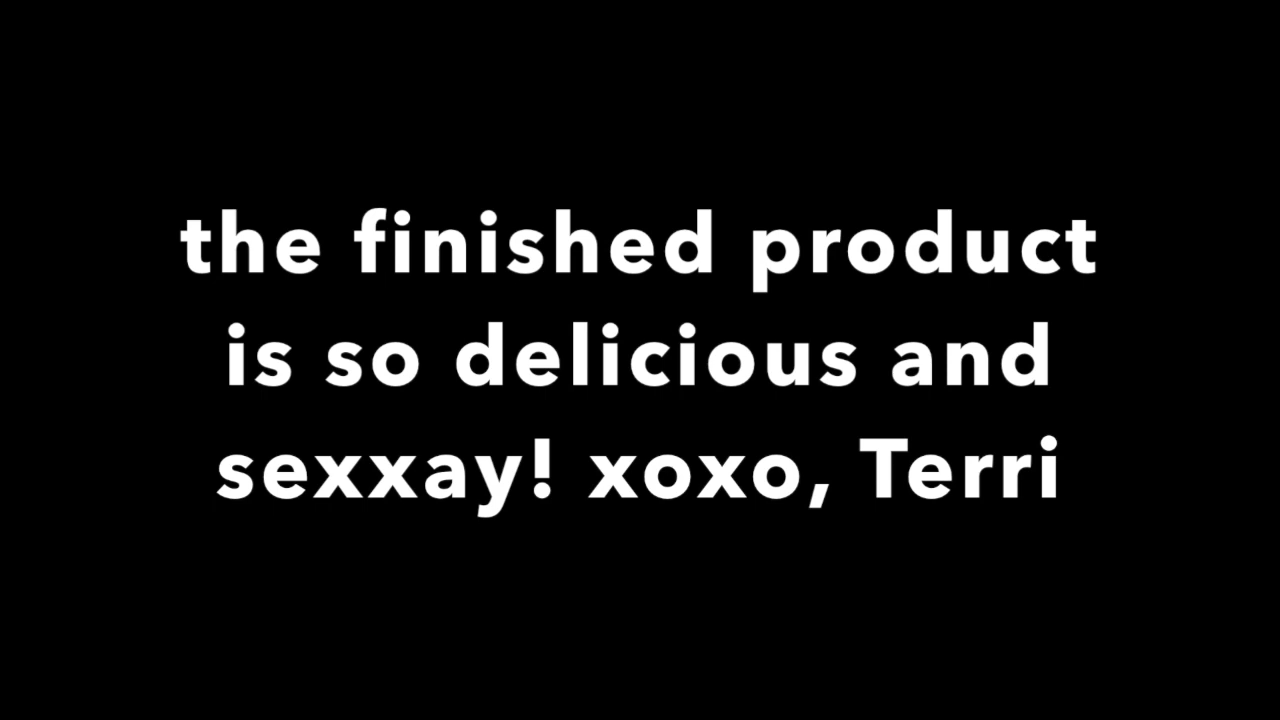 the finished product
is so delicious and
sexxay! xoxo, Terri